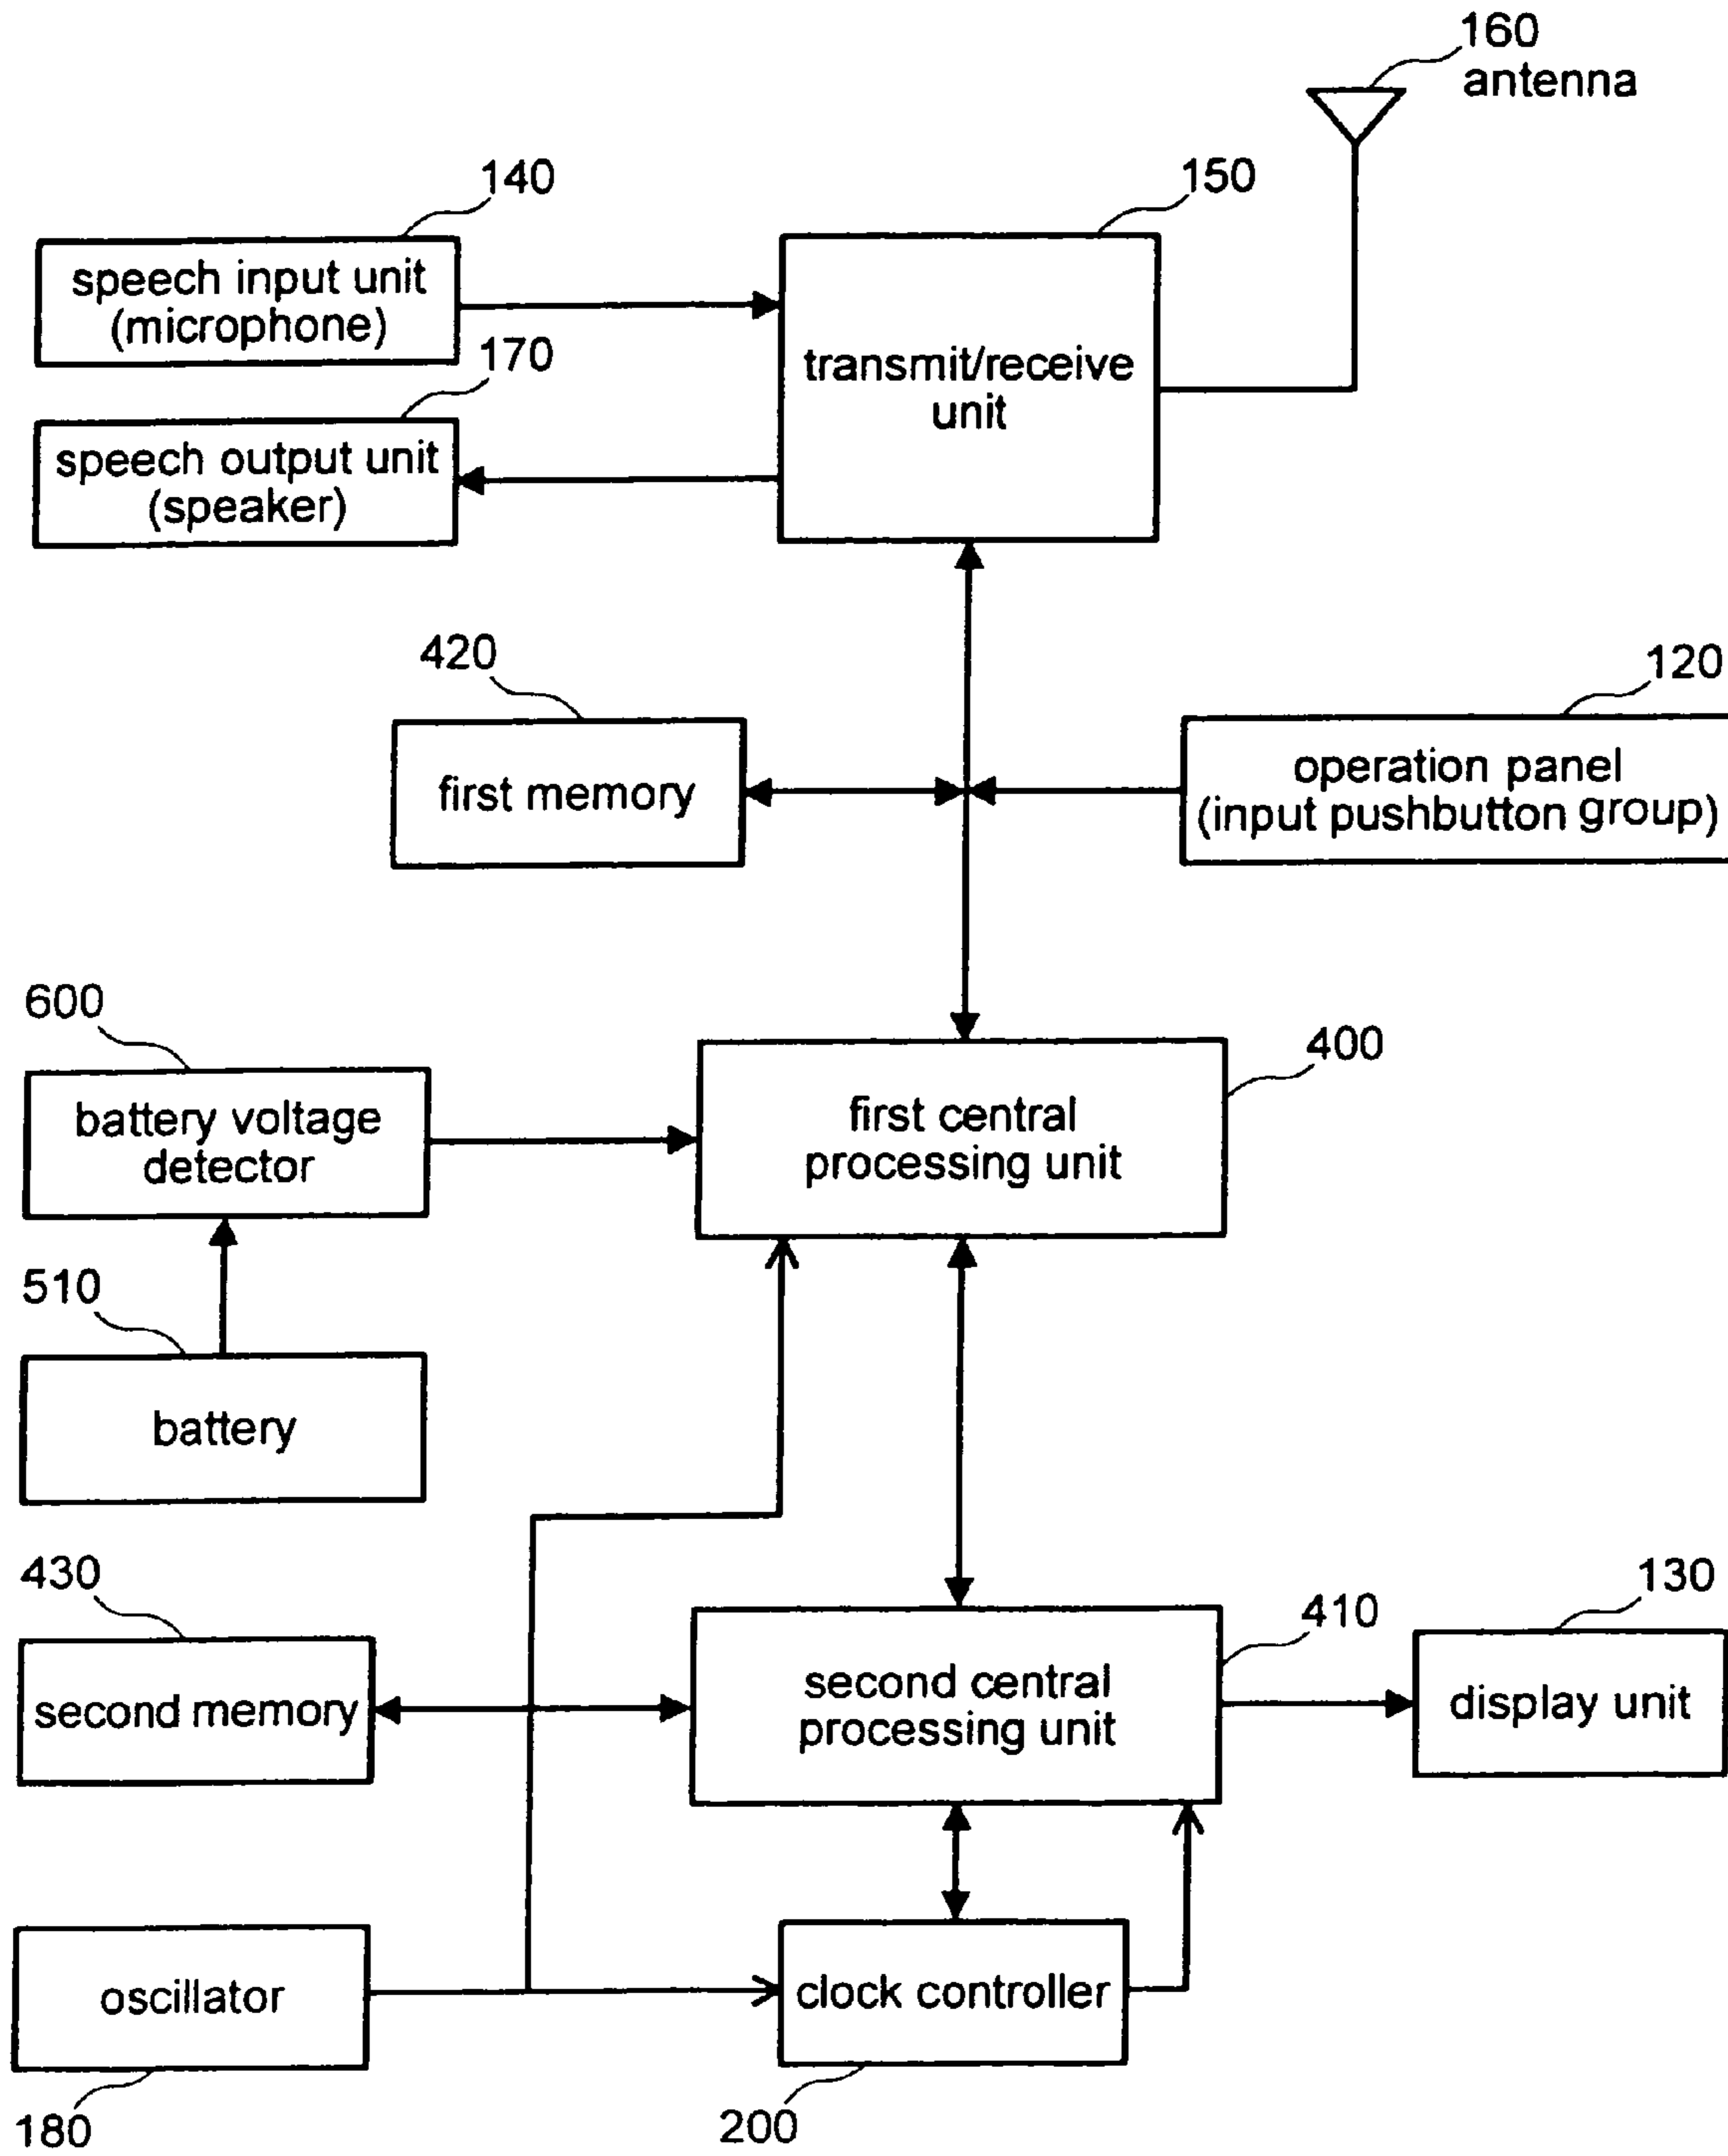 160
antenna
140
150
speech input unit
(microphone)
170
transmit/receive
unit
speech output unit
(speaker)
420
120
first memory
operation panel
(input pushbutton group)
600
400
battery voltage
detector
first central
processing unit
510
battery
430
410
130
second memory
second central
processing unit
display unit
oscillator
clock controller
180
200